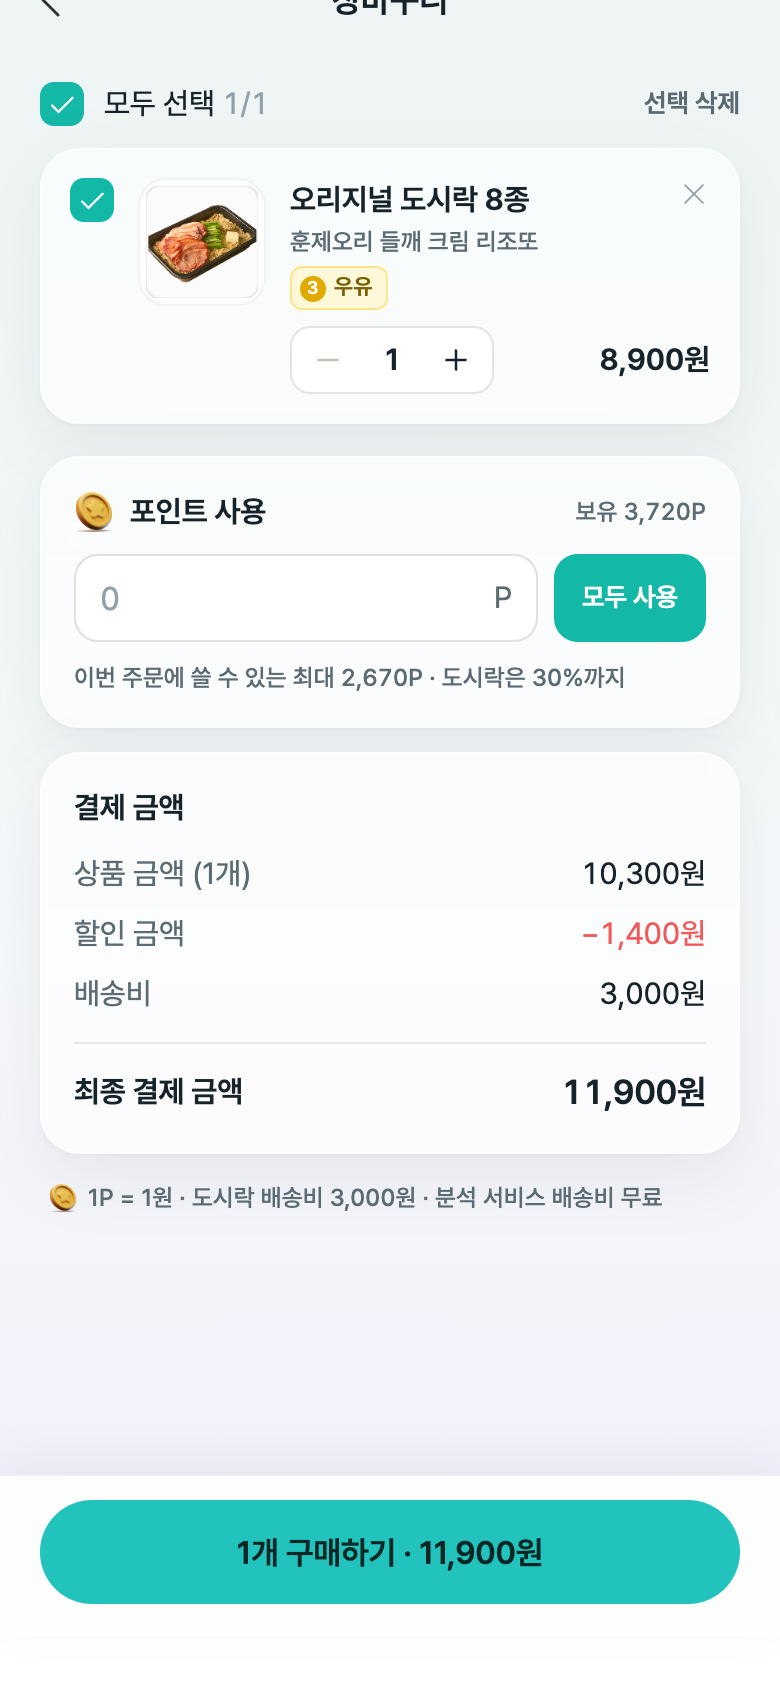 장바구니
모두 선택 1/1
선택 삭제
오리지널 도시락 8종
훈제오리 들깨 크림 리조또
3 우유
1
8,900원
포인트 사용
보유 3,720P
0 P
모두 사용
이번 주문에 쓸 수 있는 최대 2,670P · 도시락은 30%까지
결제 금액
상품 금액 (1개) 10,300원
할인 금액 −1,400원
배송비 3,000원
최종 결제 금액 11,900원
1P = 1원 · 도시락 배송비 3,000원 · 분석 서비스 배송비 무료
1개 구매하기 · 11,900원